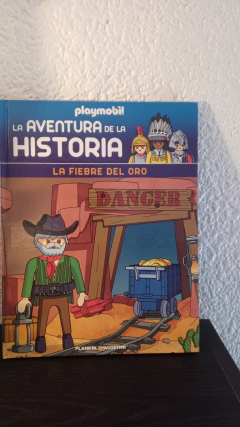 playmobil
LA AVENTURA DE LA
HISTORIA
LA FIEBRE DEL ORO
DANGER
PLANETA DEAGOSTINI